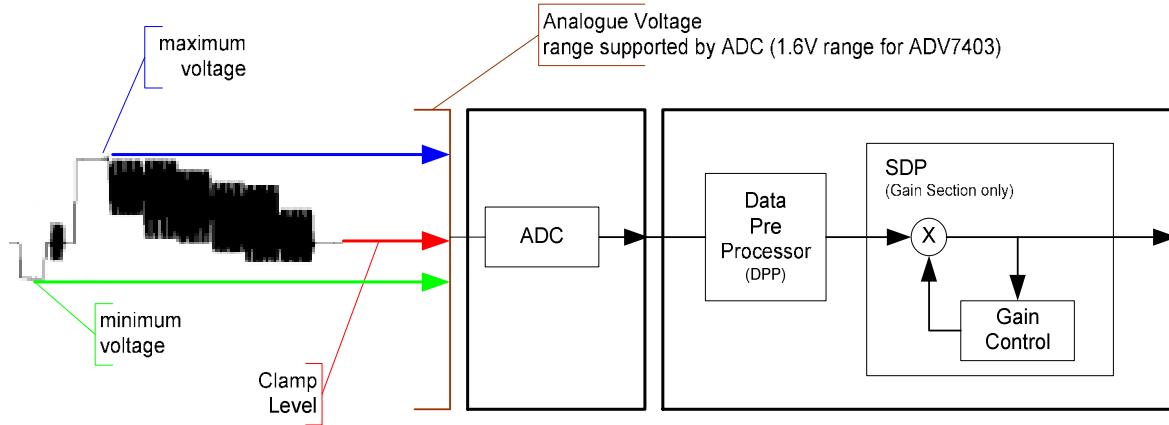 maximum
voltage
Analogue Voltage
range supported by ADC (1.6V range for ADV7403)
minimum
voltage
Clamp
Level
ADC
Data
Pre
Processor
(DPP)
SDP
(Gain Section only)
X
Gain
Control